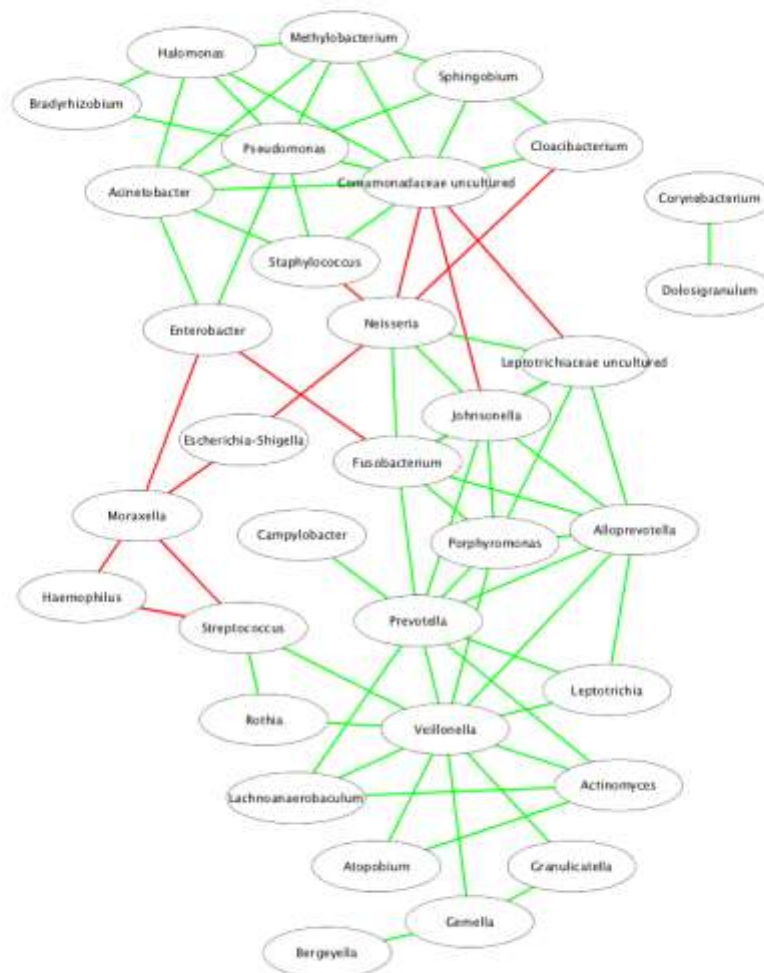 Methylobacterium
Halomonas
Sphingobium
Bradyrhizobium
Pseudomonas
Cloacibacterium
Comamonadaceae uncultured
Acinetobacter
Corynebacterium
Staphylococcus
Dolosigranulum
Enterobacter
Neisseria
Leptotrichiaceae uncultured
Johnsonella
Escherichia-Shigella
Fusobacterium
Moraxella
Campylobacter
Porphyromonas
Alloprevotella
Haemophilus
Streptococcus
Prevotella
Leptotrichia
Rothia
Veillonella
Lachnoanaerobaculum
Actinomyces
Atopobium
Granulicatella
Gemella
Bergeyella